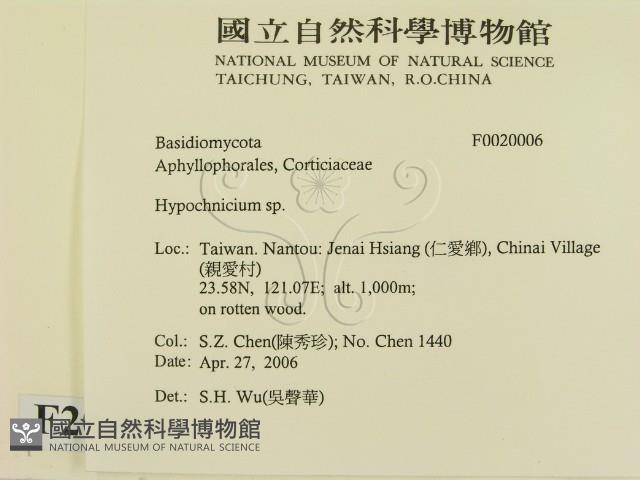 國立自然科學博物館
NATIONAL MUSEUM OF NATURAL SCIENCE
TAICHUNG, TAIWAN, R.O.CHINA
Basidiomycota F0020006
Aphyllophorales, Corticiaceae
Hypochnicium sp.
Loc.: Taiwan. Nantou: Jenai Hsiang (仁愛鄉), Chinai Village
(親愛村)
23.58N, 121.07E; alt. 1,000m;
on rotten wood.
Col.: S.Z. Chen(陳秀珍); No. Chen 1440
Date: Apr. 27, 2006
Det.: S.H. Wu(吳聲華)
F2
國立自然科學博物館
NATIONAL MUSEUM OF NATURAL SCIENCE